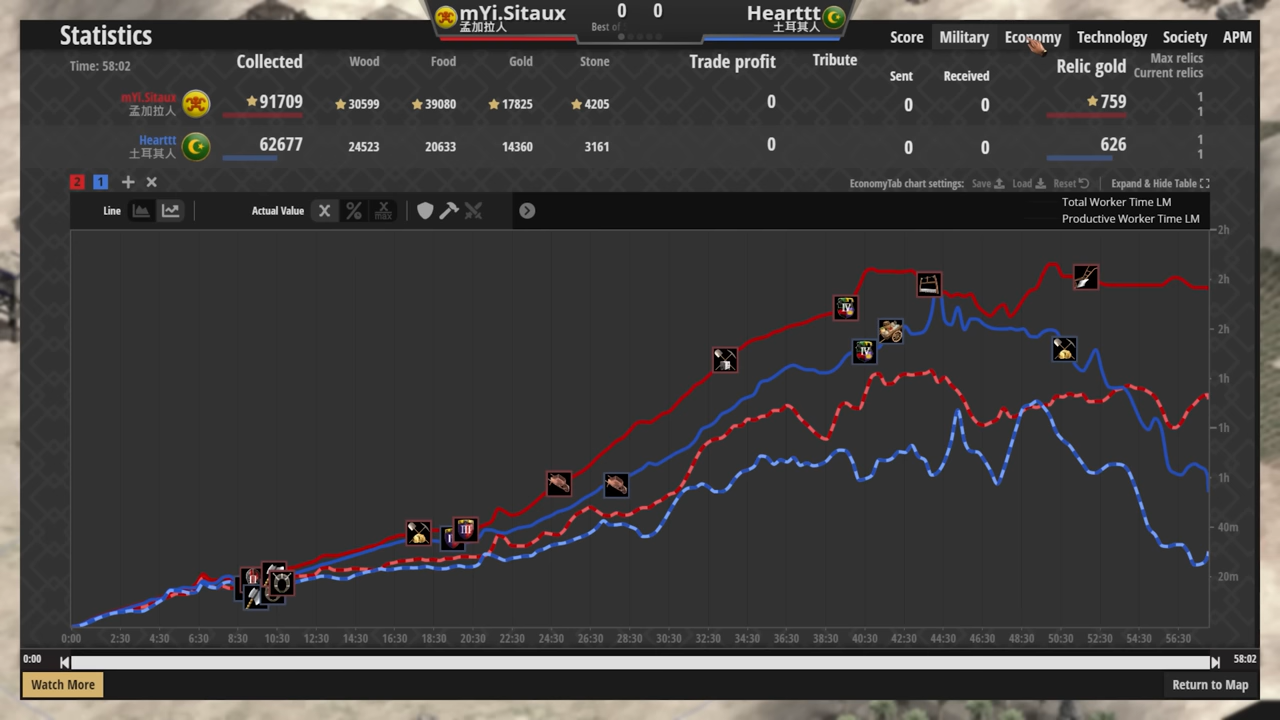 mYi.Sitaux 0 0 Hearttt
孟加拉人 Best of 土耳其人
Statistics
Score Military Economy Technology Society APM
Time: 58:02
Collected Wood Food Gold Stone Trade profit Tribute Sent Received Relic gold Max relics
Current relics
mYi.Sitaux 91709 30599 39080 17825 4205 0 0 0 759 1
孟加拉人 1
Hearttt 62677 24523 20633 14360 3161 0 0 0 626 1
土耳其人 1
2 1 EconomyTab chart settings: Save Load Reset Expand & Hide Table
Line Actual Value X % x/max
Total Worker Time LM
Productive Worker Time LM
2h
2h
2h
1h
1h
1h
40m
20m
0:00 2:30 4:30 6:30 8:30 10:30 12:30 14:30 16:30 18:30 20:30 22:30 24:30 26:30 28:30 30:30 32:30 34:30 36:30 38:30 40:30 42:30 44:30 46:30 48:30 50:30 52:30 54:30 56:30
0:00 58:02
Watch More Return to Map